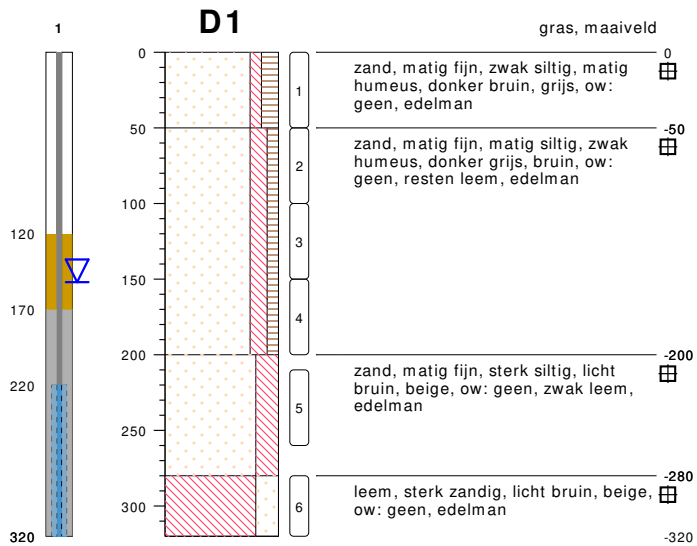 1
D1
gras, maaiveld
0
0
zand, matig fijn, zwak siltig, matig
humeus, donker bruin, grijs, ow:
geen, edelman
1
50
-50
zand, matig fijn, matig siltig, zwak
humeus, donker grijs, bruin, ow:
geen, resten leem, edelman
2
100
120
3
150
170
4
200
-200
zand, matig fijn, sterk siltig, licht
bruin, beige, ow: geen, zwak leem,
edelman
220
5
250
280
-280
leem, sterk zandig, licht bruin, beige,
ow: geen, edelman
300
6
320
-320